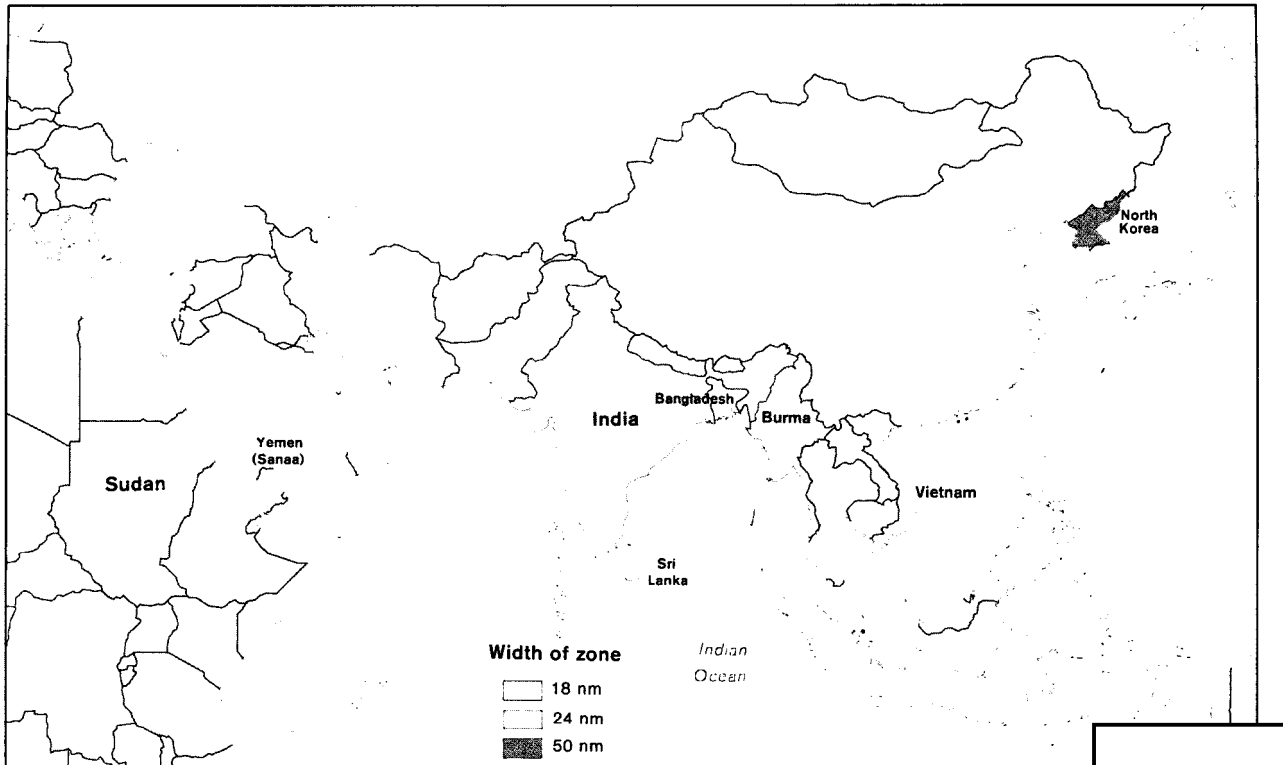 North
Korea
Bangladesh
India
Burma
Yemen
(Sanaa)
Sudan
Vietnam
Sri
Lanka
Indian
Ocean
Width of zone
18 nm
24 nm
50 nm